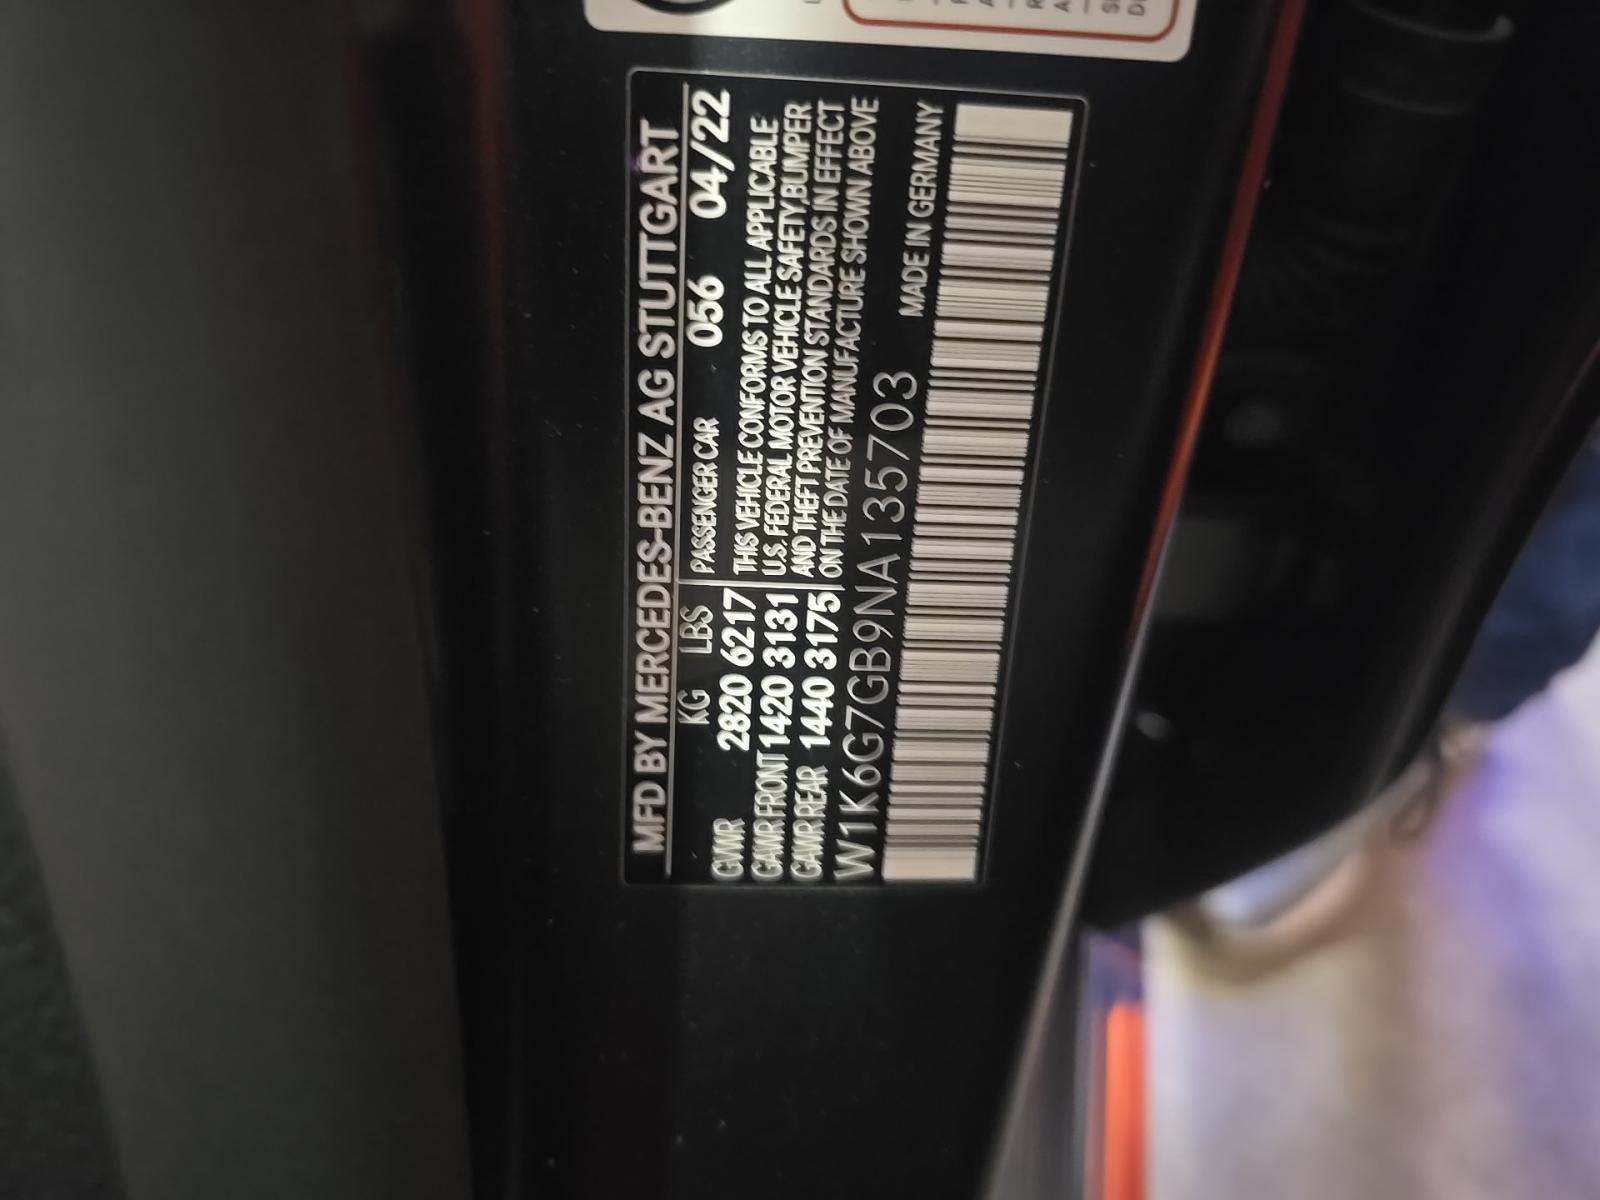 MFD BY MERCEDES-BENZ AG STUTTGART
KG LBS PASSENGER CAR 056 04/22
GVWR 2820 6217 THIS VEHICLE CONFORMS TO ALL APPLICABLE
GAWR FRONT 1420 3131 U.S. FEDERAL MOTOR VEHICLE SAFETY,BUMPER
GAWR REAR 1440 3175 AND THEFT PREVENTION STANDARDS IN EFFECT
ON THE DATE OF MANUFACTURE SHOWN ABOVE
W1K6G7GB9NA135703 MADE IN GERMANY